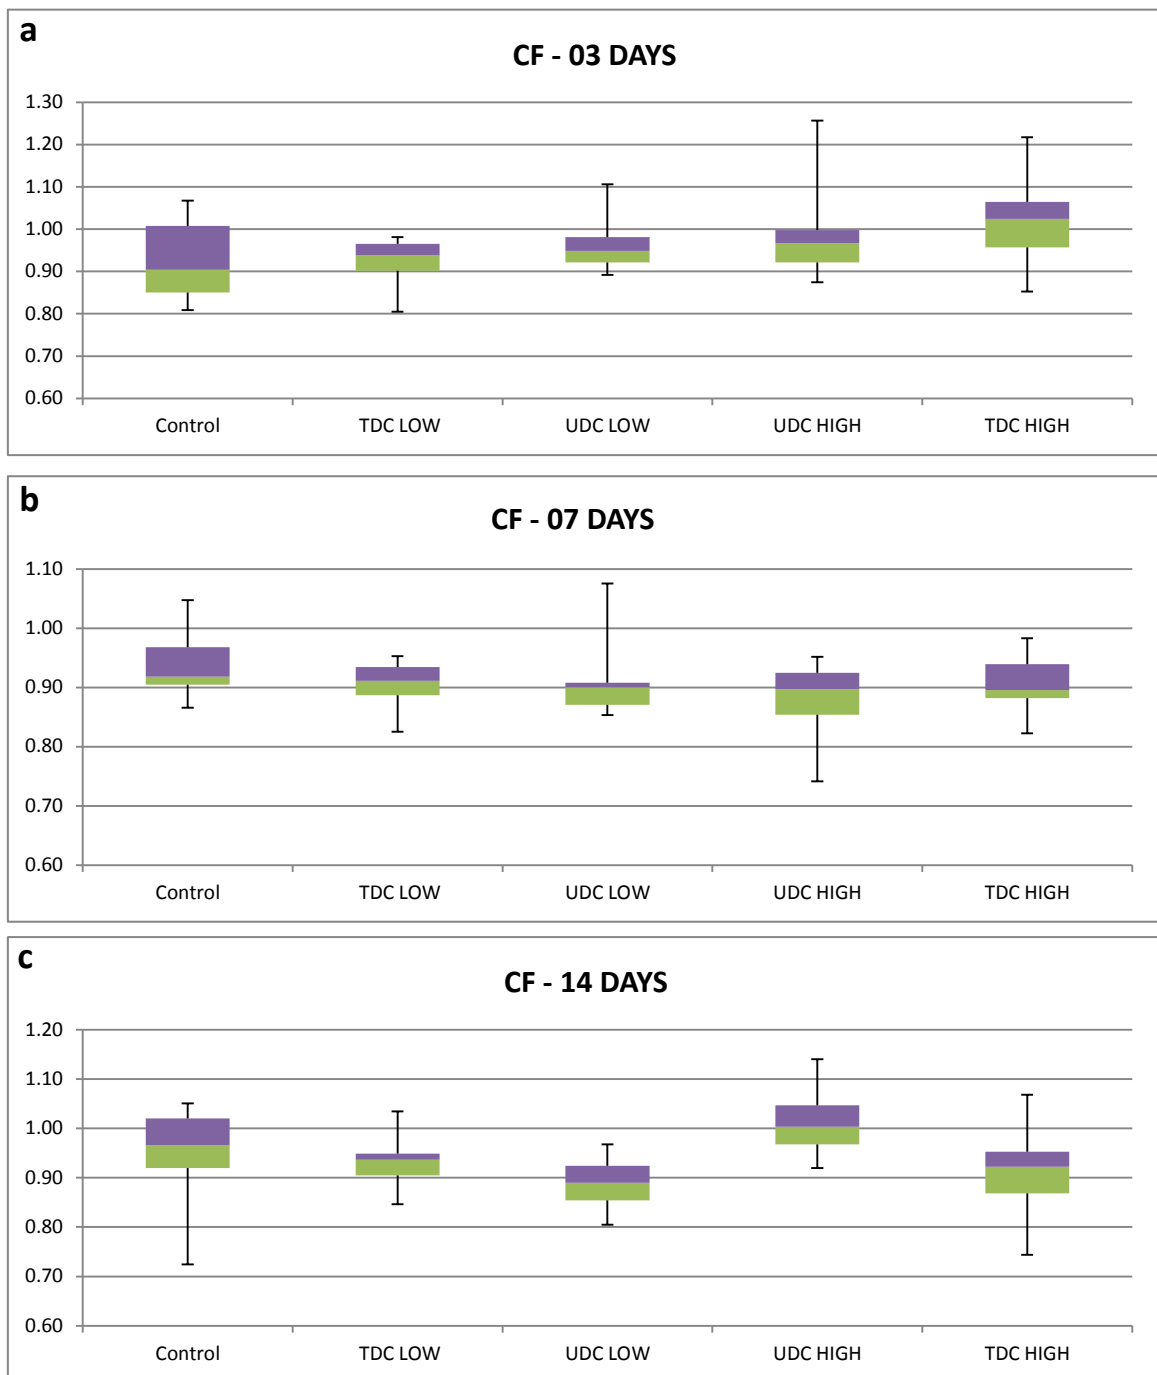 a
CF - 03 DAYS
1.30
1.20
1.10
1.00
0.90
0.80
0.70
0.60
Control TDC LOW UDC LOW UDC HIGH TDC HIGH
b
CF - 07 DAYS
1.10
1.00
0.90
0.80
0.70
0.60
Control TDC LOW UDC LOW UDC HIGH TDC HIGH
c
CF - 14 DAYS
1.20
1.10
1.00
0.90
0.80
0.70
0.60
Control TDC LOW UDC LOW UDC HIGH TDC HIGH